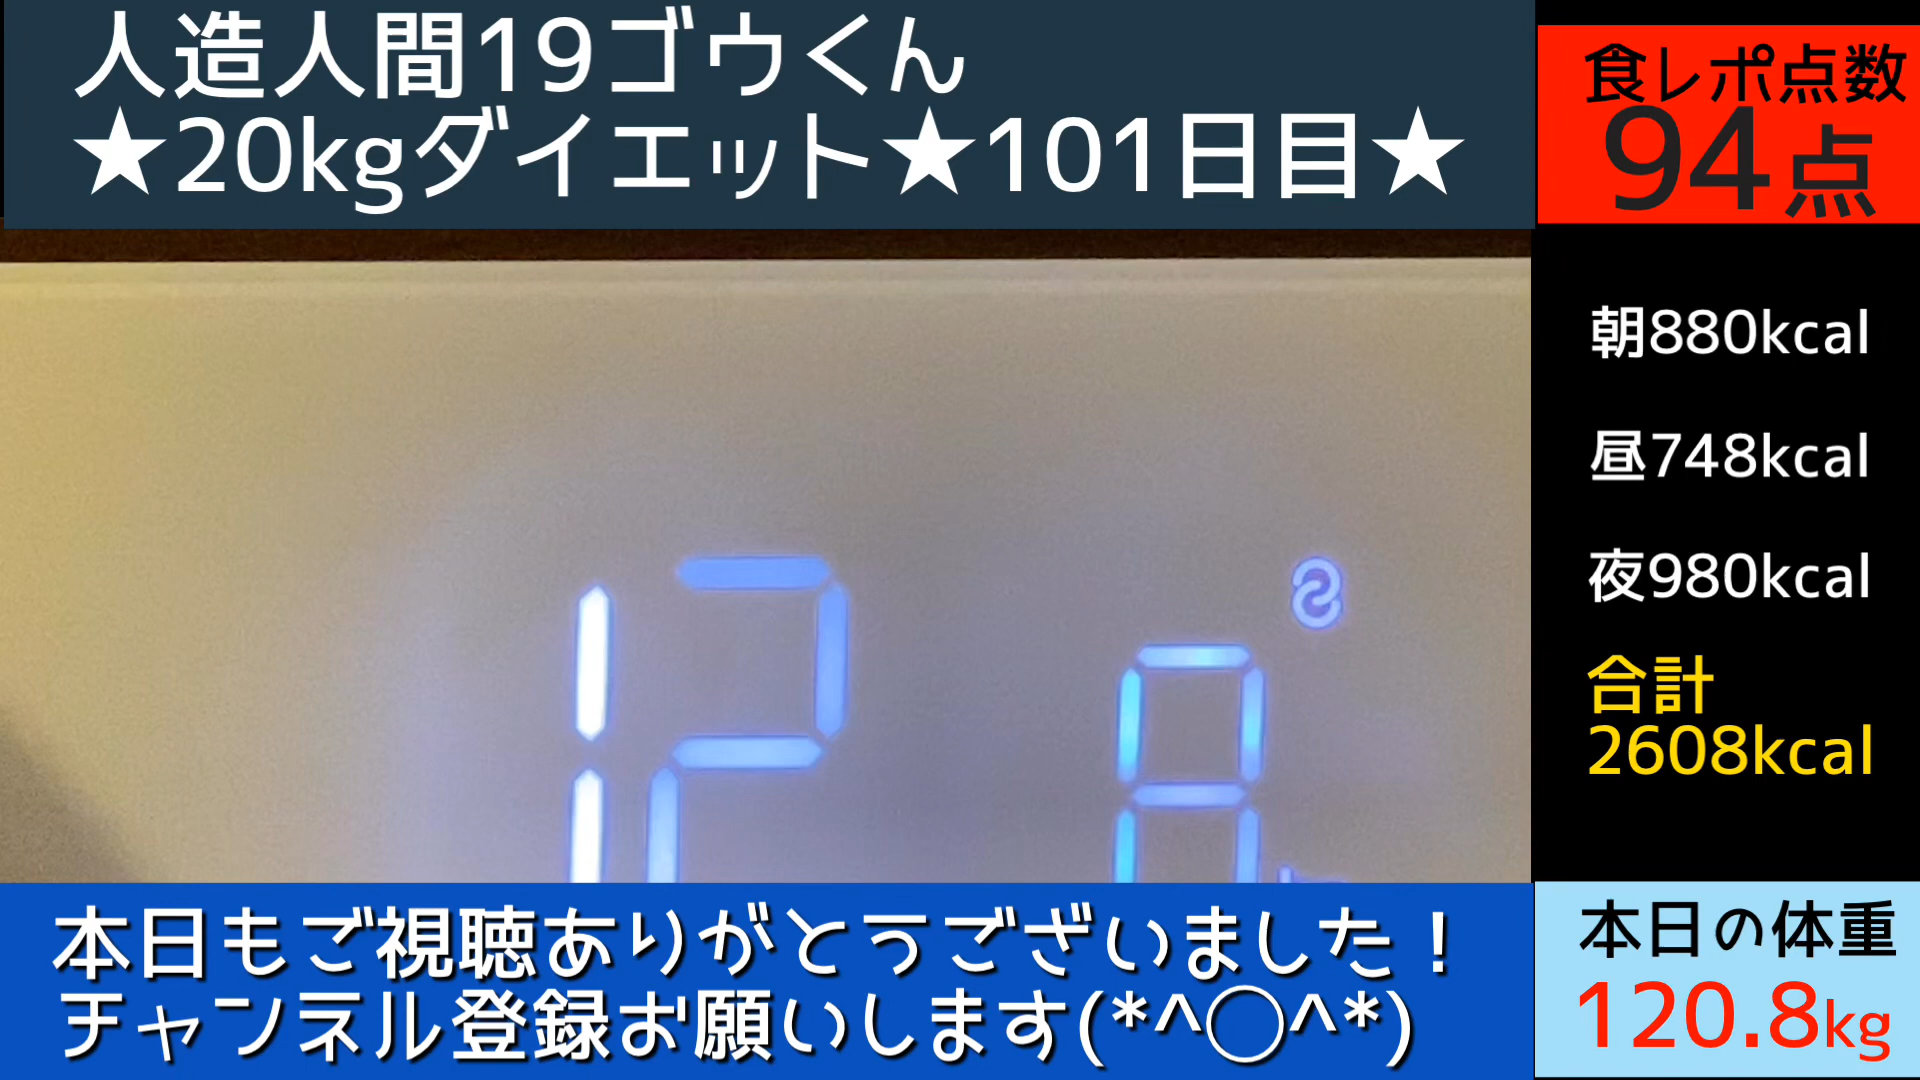 人造人間19ゴウくん
★20kgダイエット★101日目★
食レポ点数
94点
朝880kcal
昼748kcal
夜980kcal
合計
2608kcal
12 8
本日もご視聴ありがとうございました！
チャンネル登録お願いします(*^◯^*)
本日の体重
120.8kg